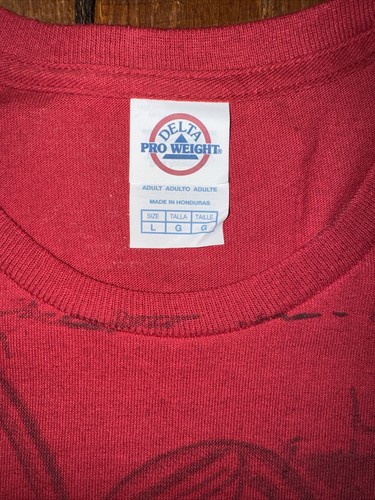 DELTA
PRO WEIGHT®
ADULT ADULTO ADULTE
MADE IN HONDURAS
SIZE TALLA TAILLE
L G G